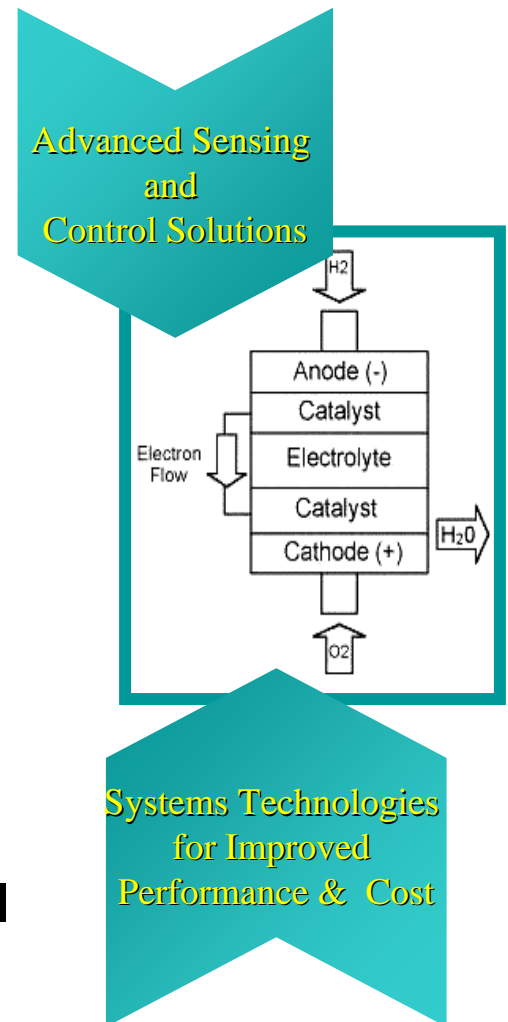 Advanced Sensing
and
Control Solutions
H2
Anode (-)
Catalyst
Electron
Flow
Electrolyte
Catalyst
H₂0
Cathode (+)
O2
Systems Technologies
for Improved
Performance & Cost